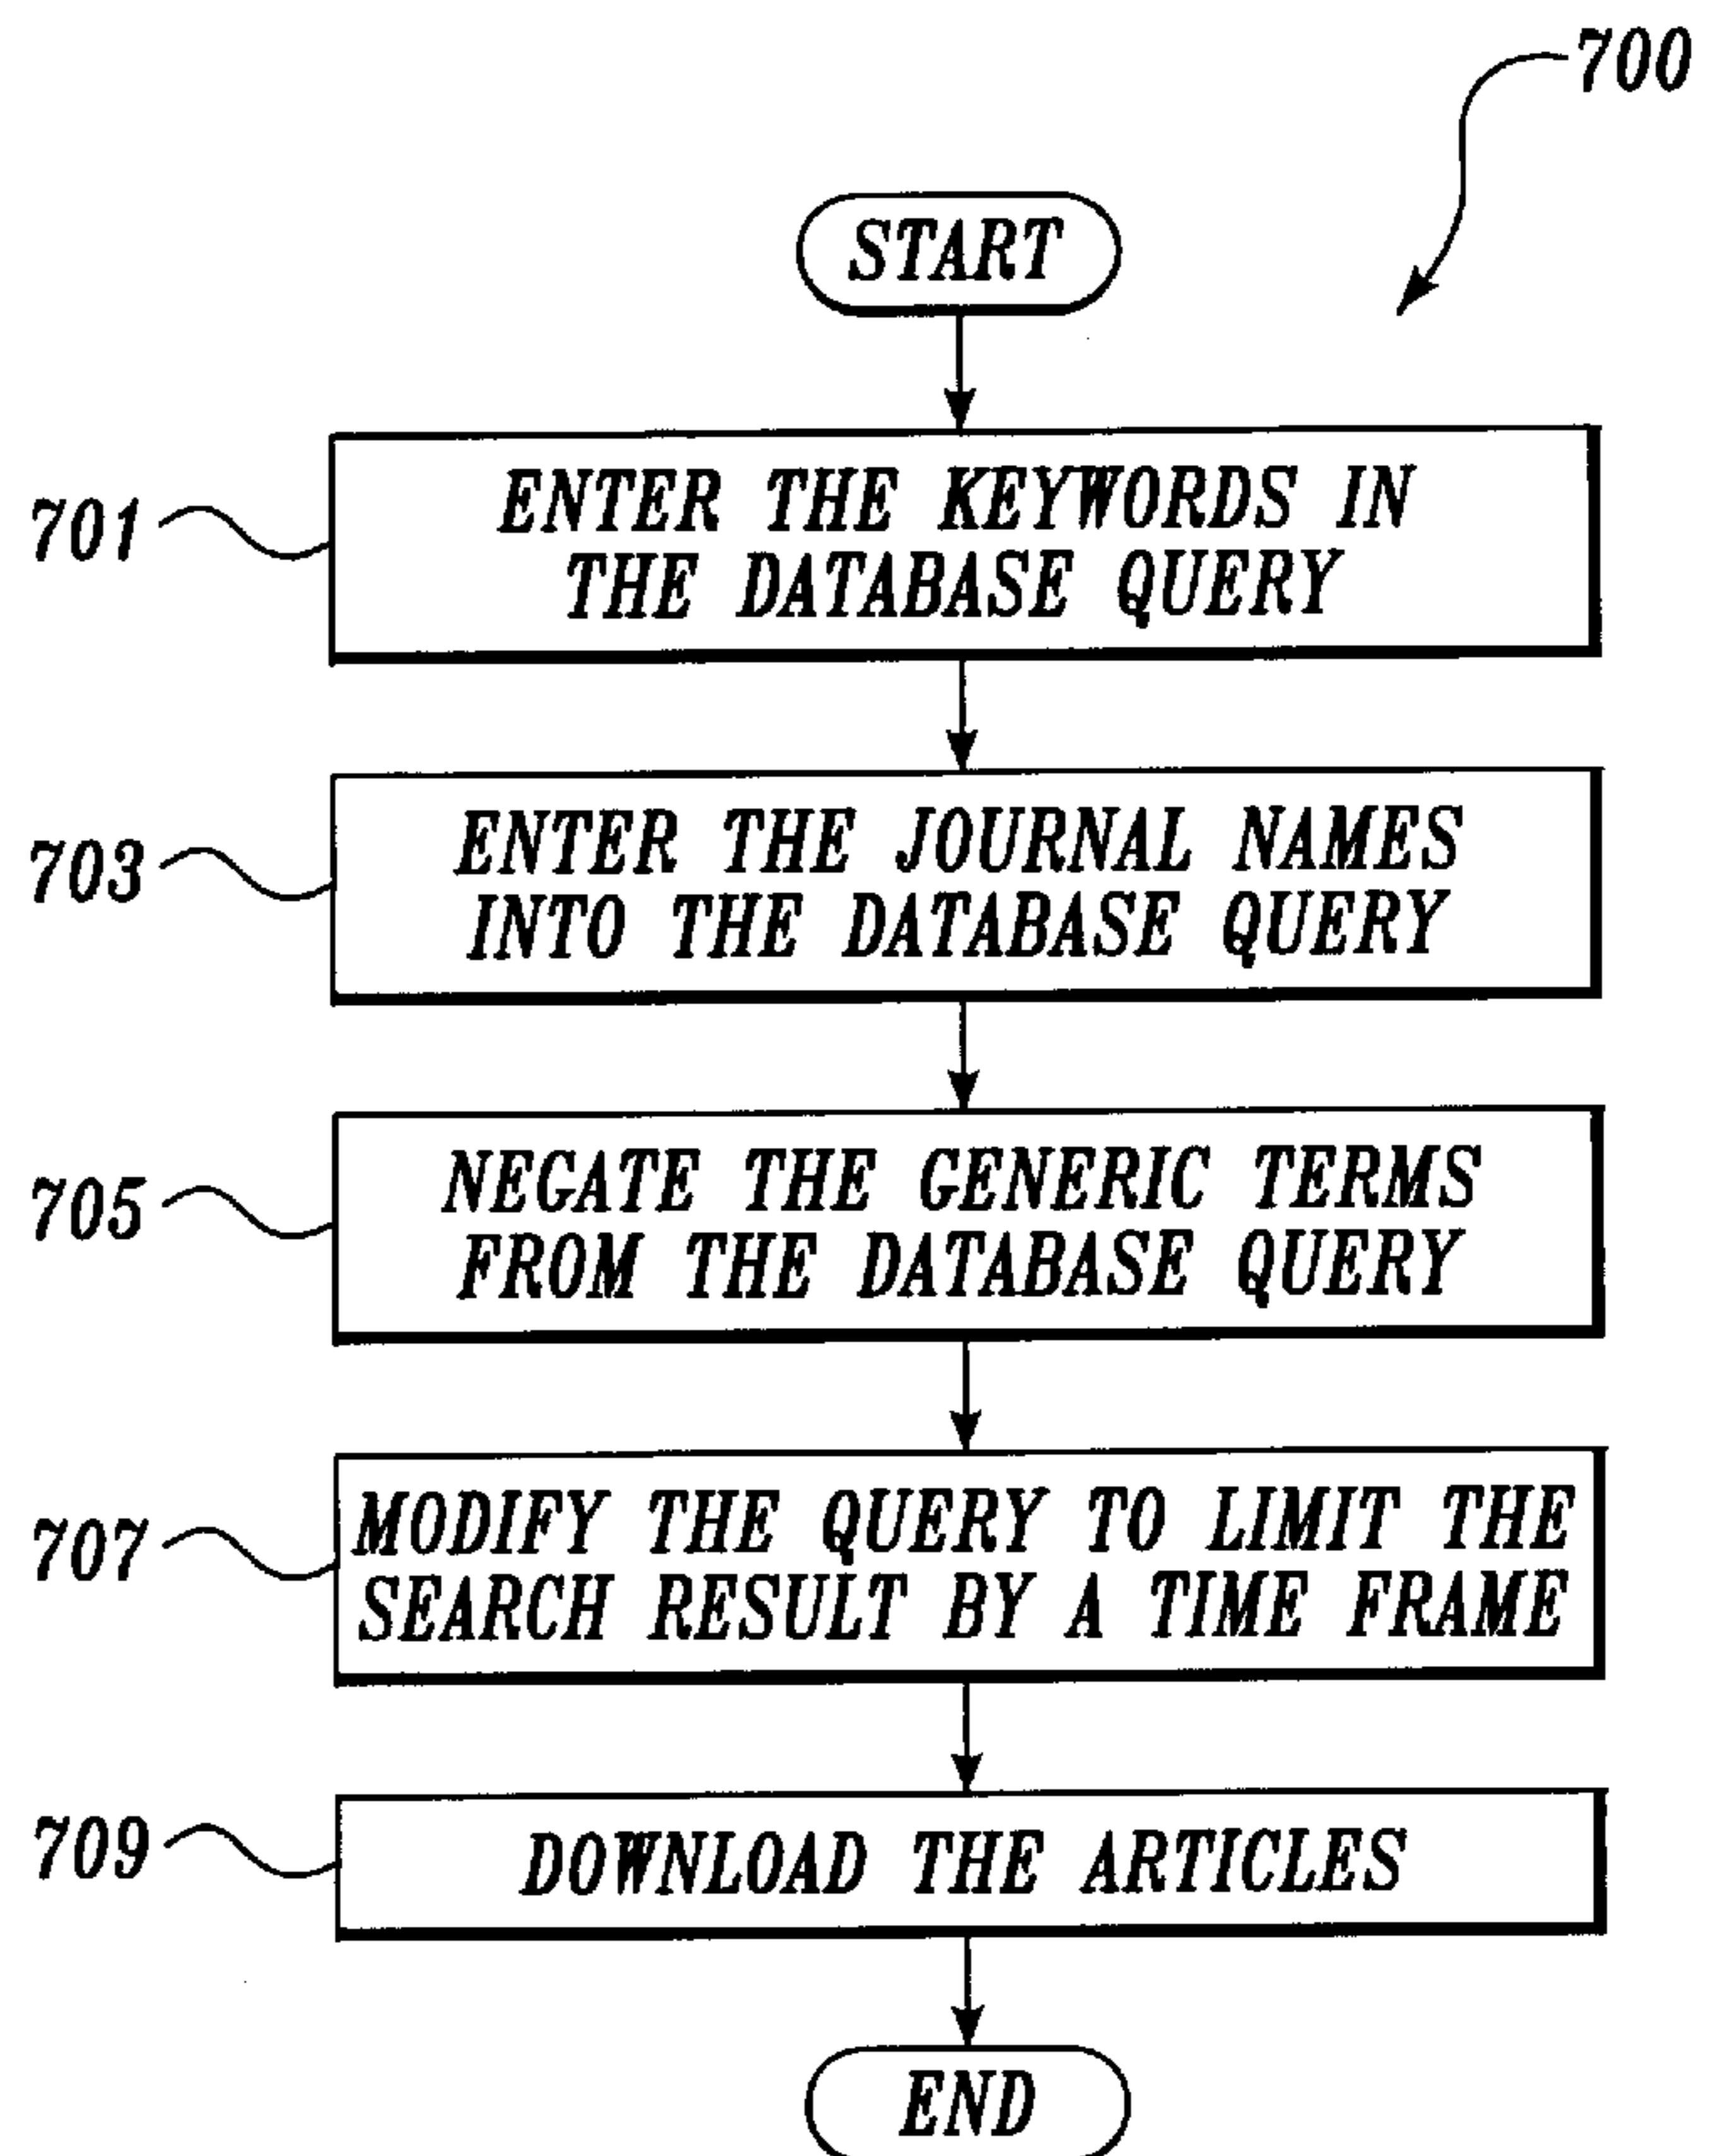 700
START
701
ENTER THE KEYWORDS IN
THE DATABASE QUERY
703
ENTER THE JOURNAL NAMES
INTO THE DATABASE QUERY
705
NEGATE THE GENERIC TERMS
FROM THE DATABASE QUERY
707
MODIFY THE QUERY TO LIMIT THE
SEARCH RESULT BY A TIME FRAME
709
DOWNLOAD THE ARTICLES
END